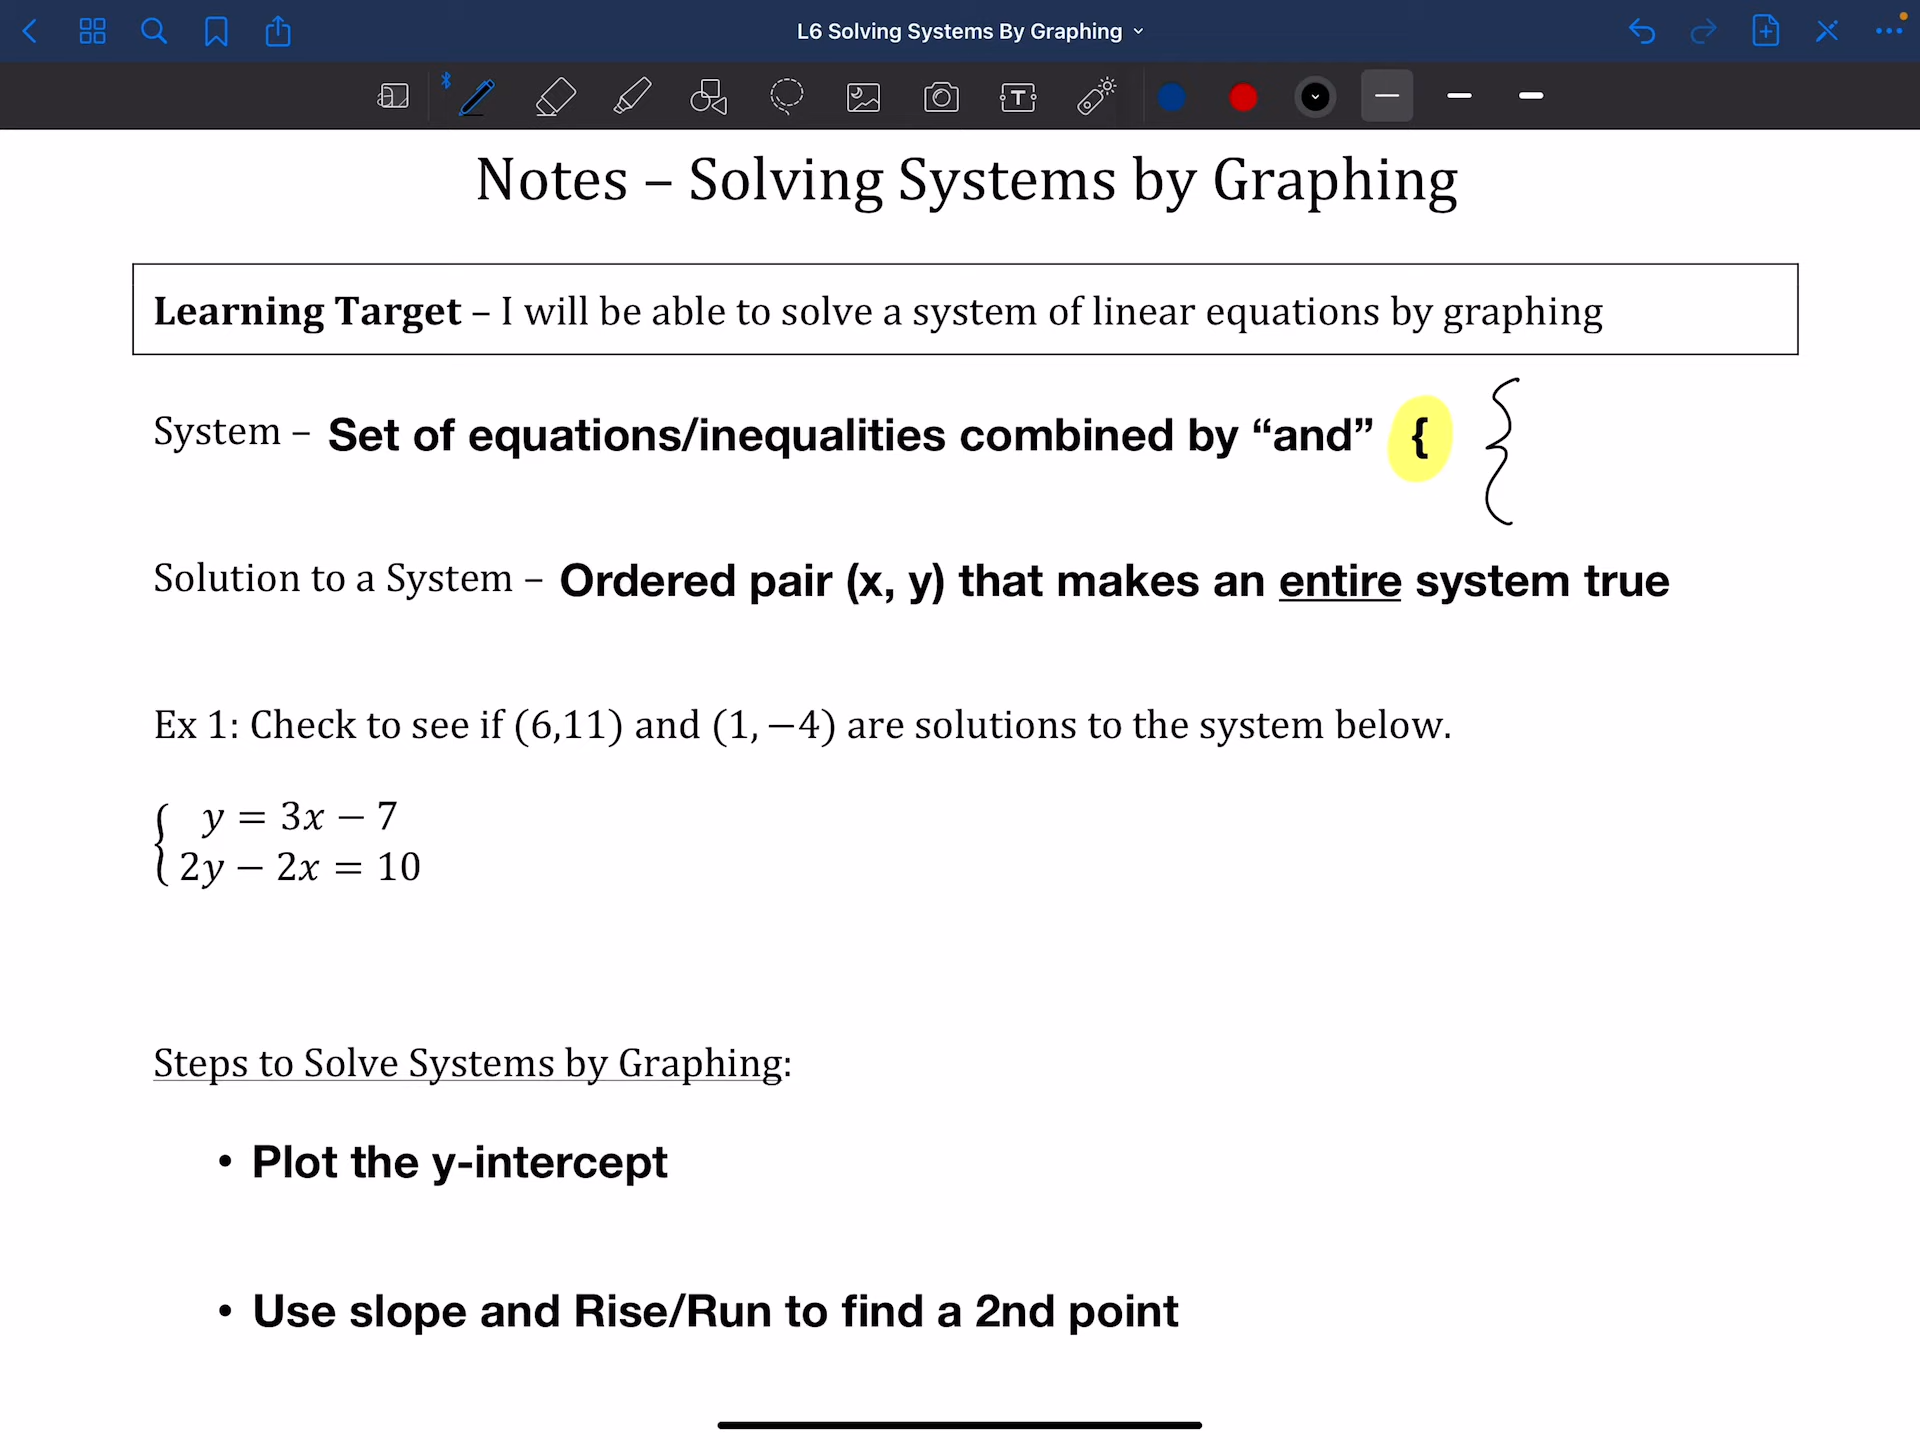 L6 Solving Systems By Graphing
Notes – Solving Systems by Graphing
Learning Target – I will be able to solve a system of linear equations by graphing
System – Set of equations/inequalities combined by “and” { {
Solution to a System – Ordered pair (x, y) that makes an entire system true
Ex 1: Check to see if (6,11) and (1, −4) are solutions to the system below.
{ y = 3x − 7
2y − 2x = 10
Steps to Solve Systems by Graphing:
• Plot the y-intercept
• Use slope and Rise/Run to find a 2nd point